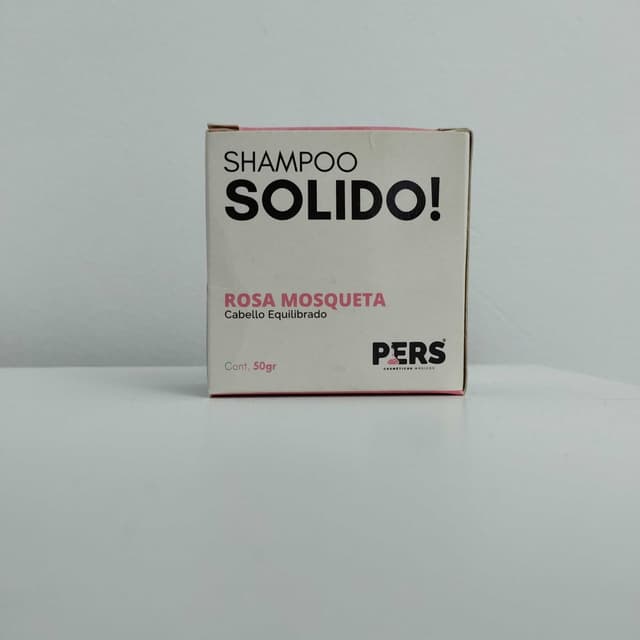 SHAMPOO
SOLIDO!
ROSA MOSQUETA
Cabello Equilibrado
Cont. 50gr
PERS